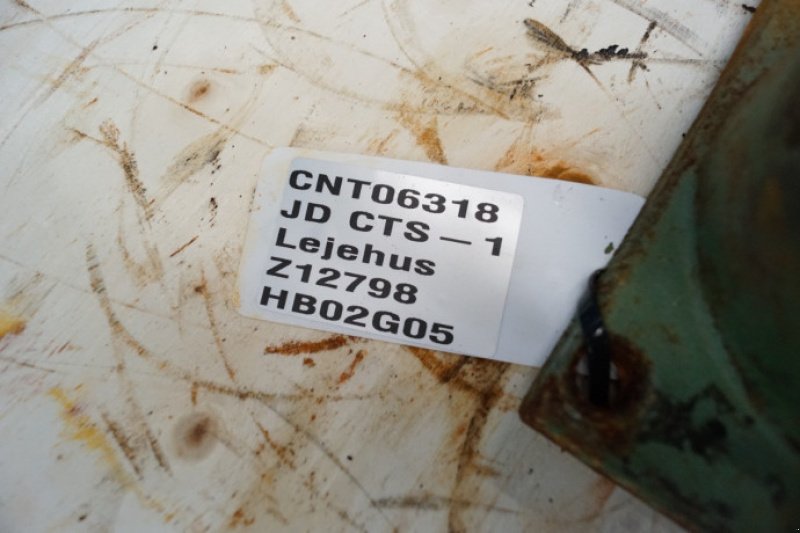 CNT06318
JD CTS-1
Lejehus
Z12798
HB02G05